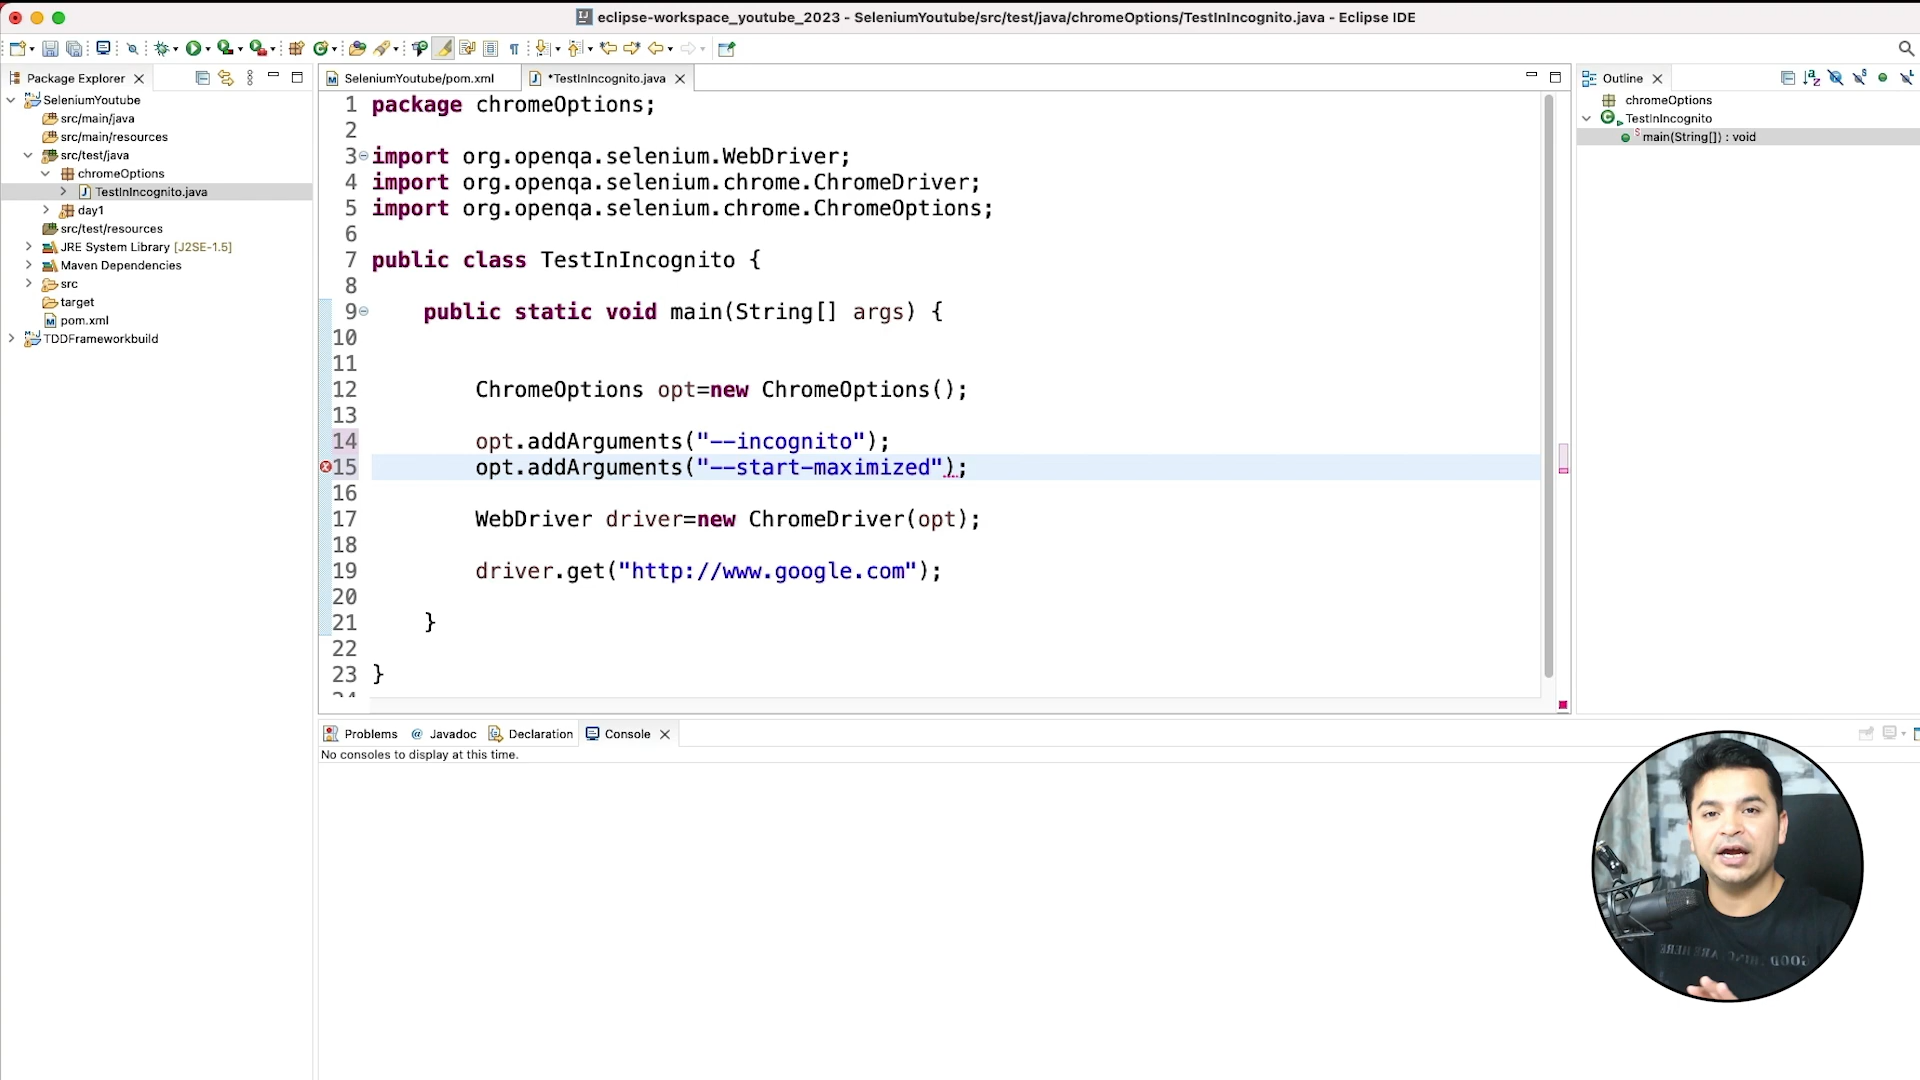 eclipse-workspace_youtube_2023 - SeleniumYoutube/src/test/java/chromeOptions/TestInIncognito.java - Eclipse IDE
Package Explorer
SeleniumYoutube
src/main/java
src/main/resources
src/test/java
chromeOptions
TestInIncognito.java
day1
src/test/resources
JRE System Library [J2SE-1.5]
Maven Dependencies
src
target
pom.xml
TDDFrameworkbuild
SeleniumYoutube/pom.xml
*TestInIncognito.java
1 package chromeOptions;
2
3 import org.openqa.selenium.WebDriver;
4 import org.openqa.selenium.chrome.ChromeDriver;
5 import org.openqa.selenium.chrome.ChromeOptions;
6
7 public class TestInIncognito {
8
9 public static void main(String[] args) {
10
11
12 ChromeOptions opt=new ChromeOptions();
13
14 opt.addArguments("--incognito");
15 opt.addArguments("--start-maximized");
16
17 WebDriver driver=new ChromeDriver(opt);
18
19 driver.get("http://www.google.com");
20
21 }
22
23 }
24
Outline
chromeOptions
TestInIncognito
main(String[]) : void
Problems
Javadoc
Declaration
Console
No consoles to display at this time.